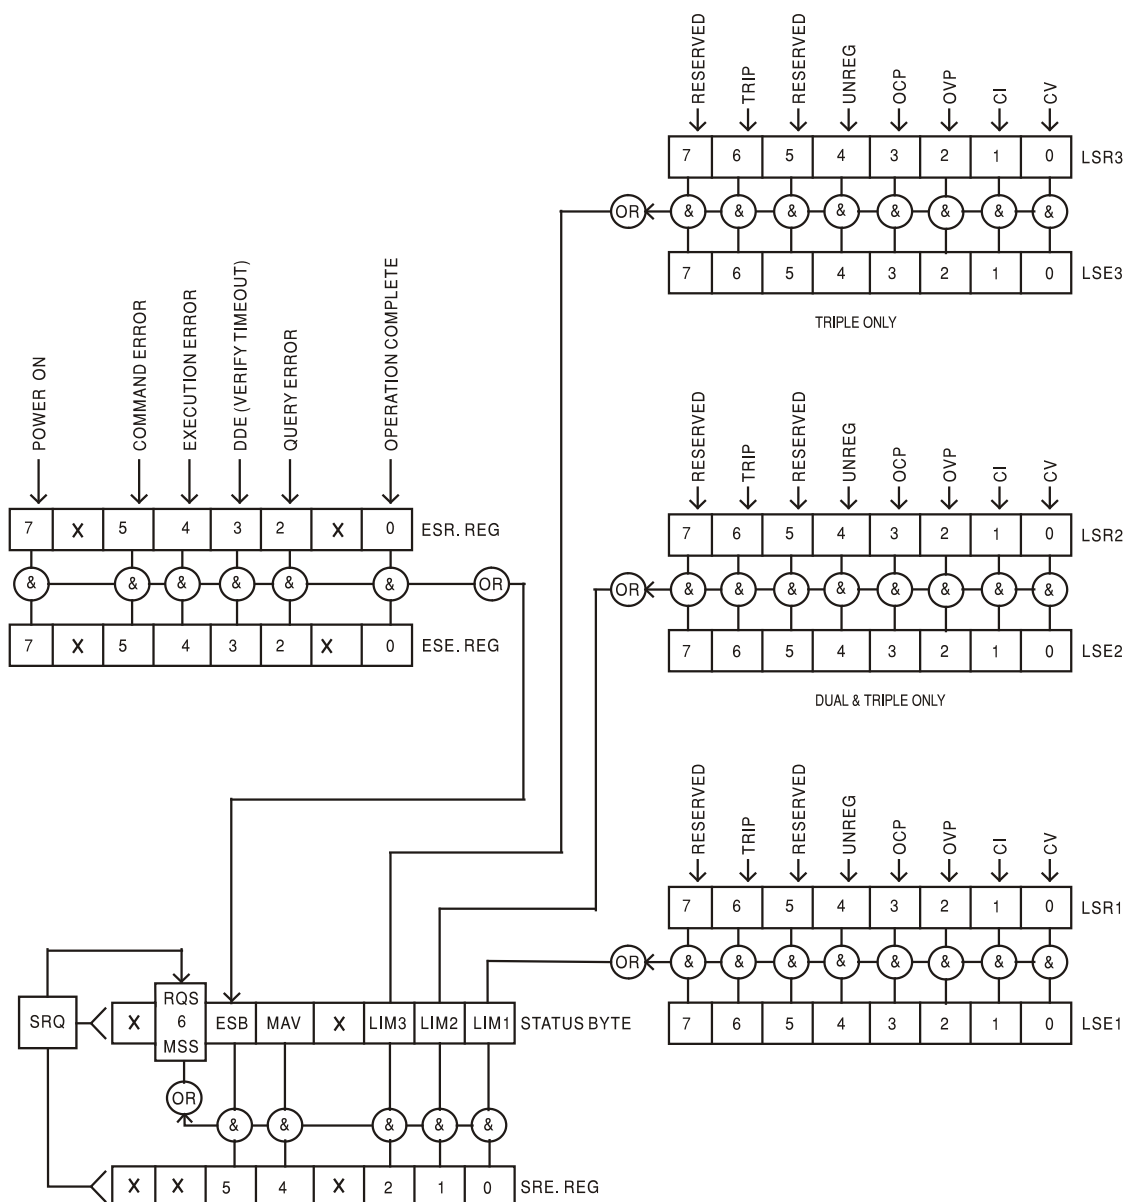 RESERVED
TRIP
RESERVED
UNREG
OCP
OVP
CI
CV
7 6 5 4 3 2 1 0 LSR3
OR & & & & & & & &
7 6 5 4 3 2 1 0 LSE3
TRIPLE ONLY
POWER ON
COMMAND ERROR
EXECUTION ERROR
DDE (VERIFY TIMEOUT)
QUERY ERROR
OPERATION COMPLETE
7 X 5 4 3 2 X 0 ESR. REG
& & & & & & OR
7 X 5 4 3 2 X 0 ESE. REG
RESERVED
TRIP
RESERVED
UNREG
OCP
OVP
CI
CV
7 6 5 4 3 2 1 0 LSR2
OR & & & & & & & &
7 6 5 4 3 2 1 0 LSE2
DUAL & TRIPLE ONLY
RESERVED
TRIP
RESERVED
UNREG
OCP
OVP
CI
CV
7 6 5 4 3 2 1 0 LSR1
OR & & & & & & & &
7 6 5 4 3 2 1 0 LSE1
SRQ
X RQS 6 MSS ESB MAV X LIM3 LIM2 LIM1 STATUS BYTE
OR
& & & & &
X X 5 4 X 2 1 0 SRE. REG